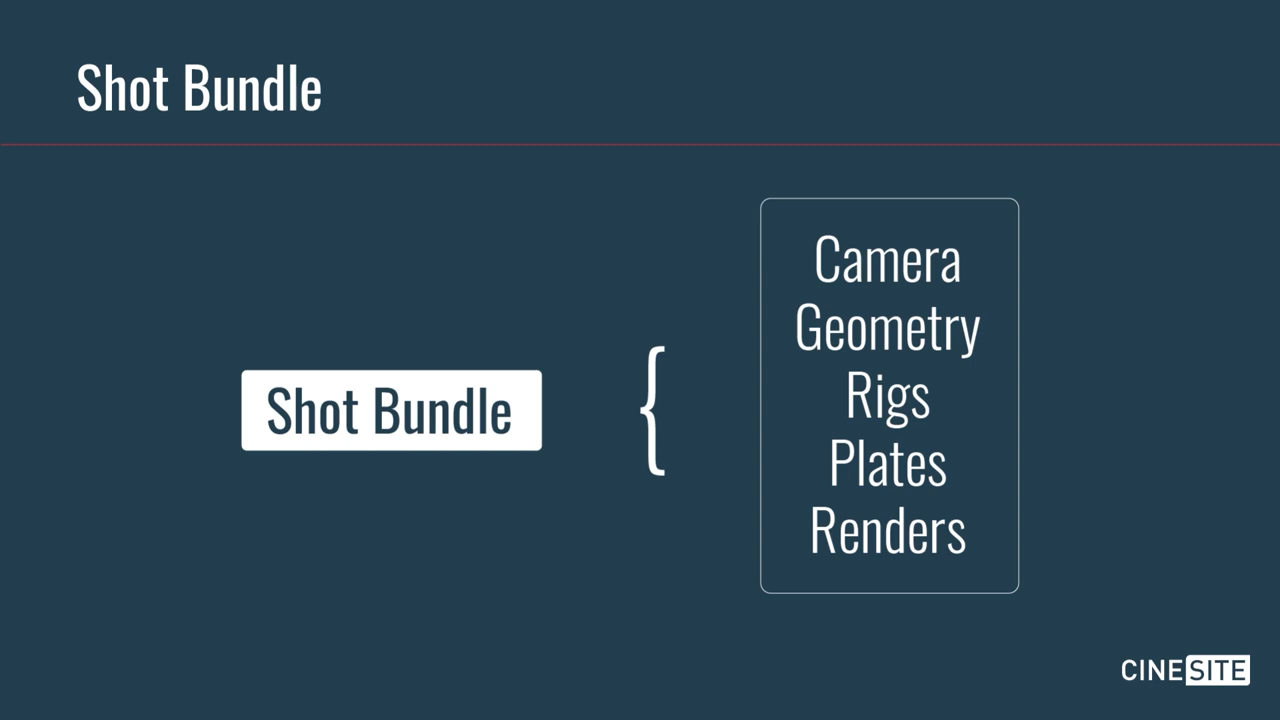 Shot Bundle
Shot Bundle
{
Camera
Geometry
Rigs
Plates
Renders
CINESITE